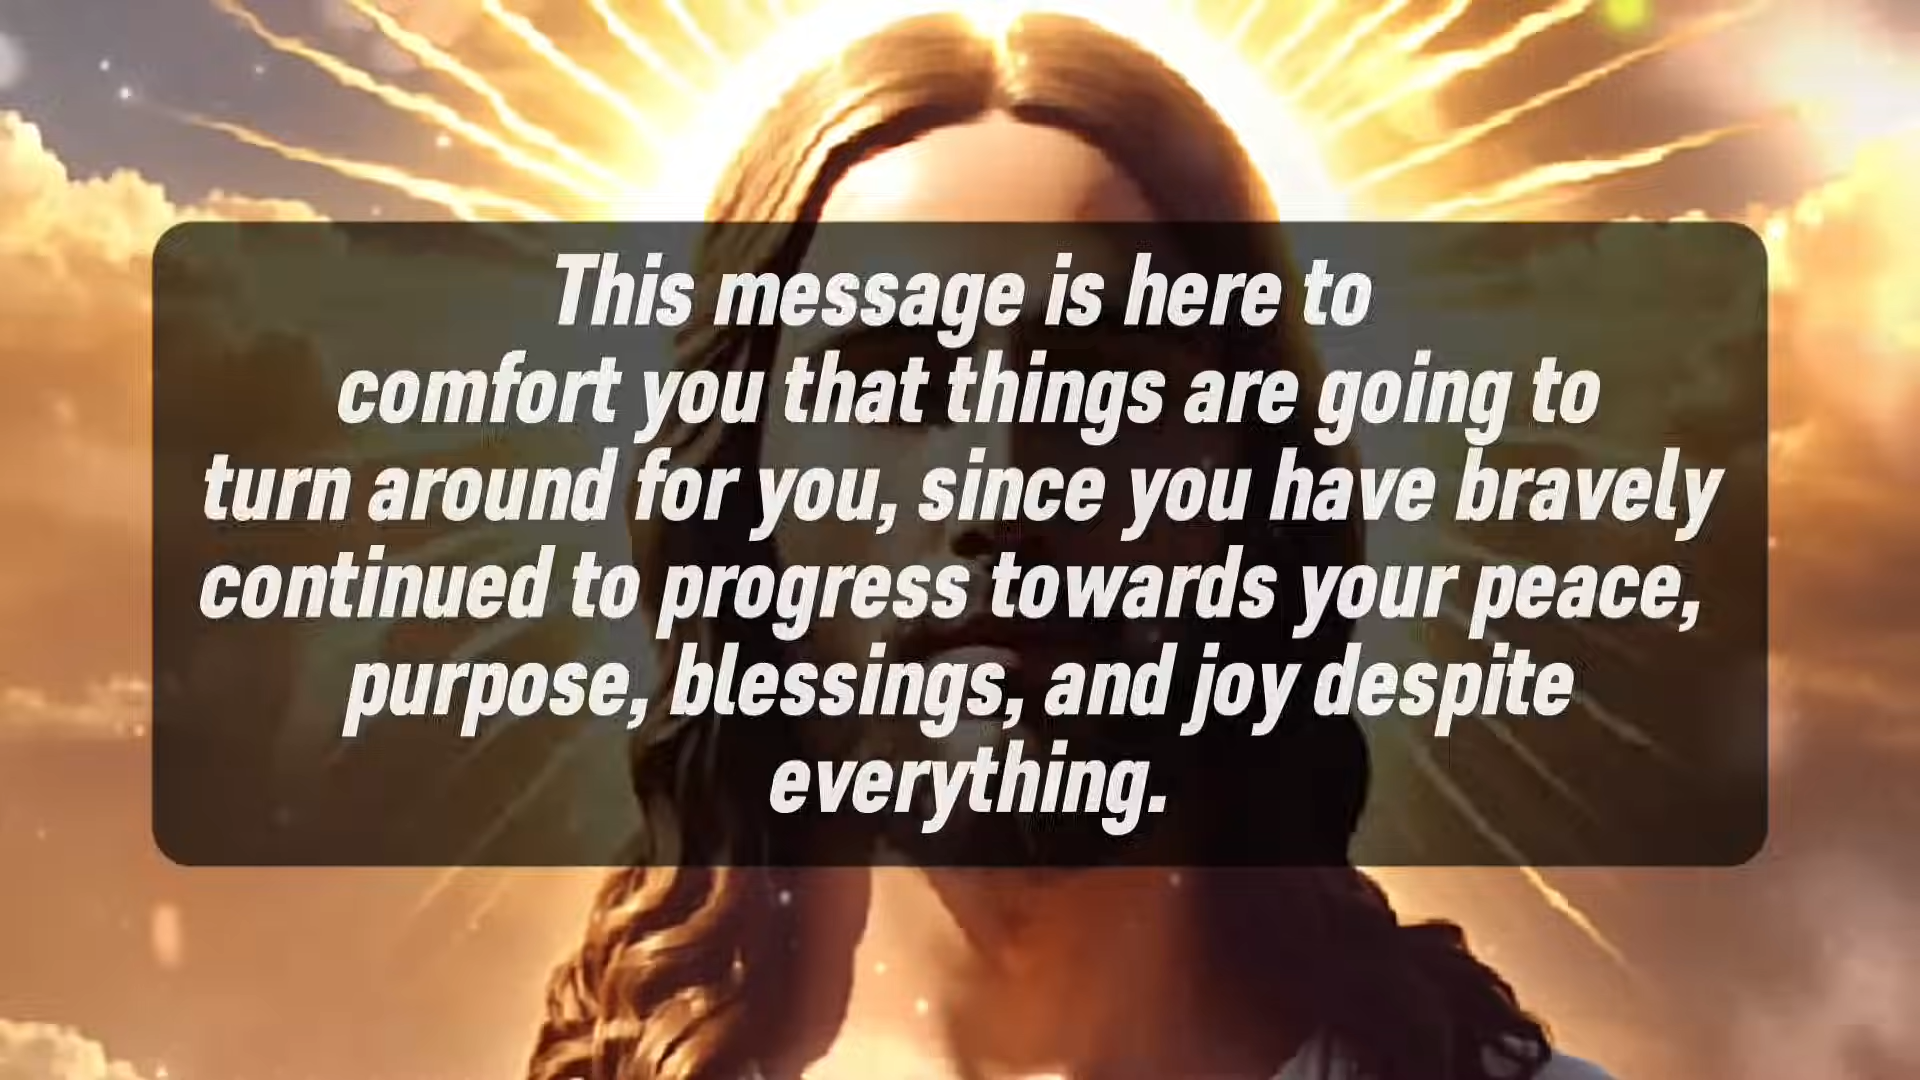 This message is here to
comfort you that things are going to
turn around for you, since you have bravely
continued to progress towards your peace,
purpose, blessings, and joy despite
everything.